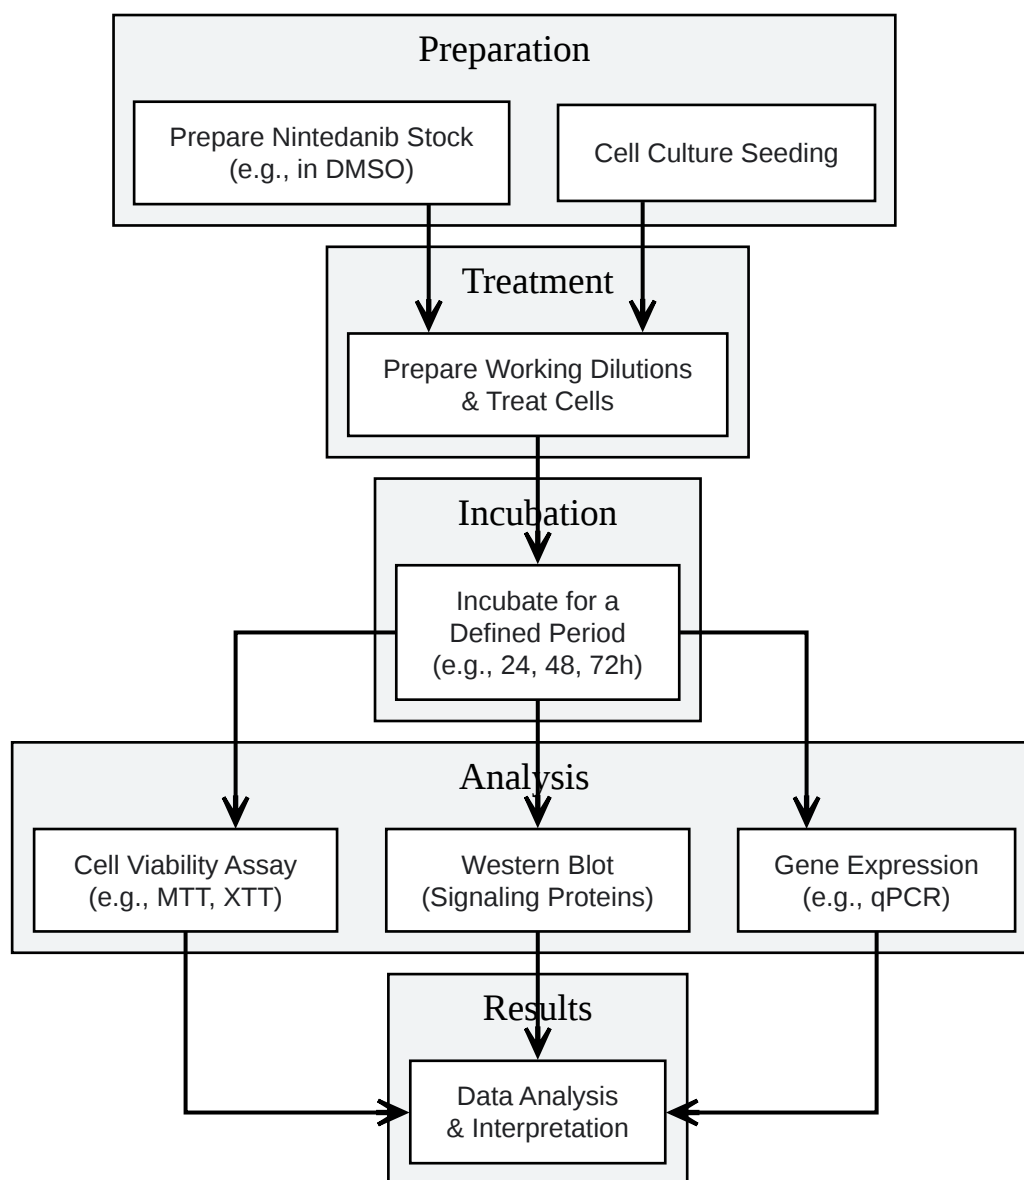 Preparation
Prepare Nintedanib Stock
(e.g., in DMSO)
Cell Culture Seeding
Treatment
Prepare Working Dilutions
& Treat Cells
Incubation
Incubate for a
Defined Period
(e.g., 24, 48, 72h)
Analysis
Cell Viability Assay
(e.g., MTT, XTT)
Western Blot
(Signaling Proteins)
Gene Expression
(e.g., qPCR)
Results
Data Analysis
& Interpretation